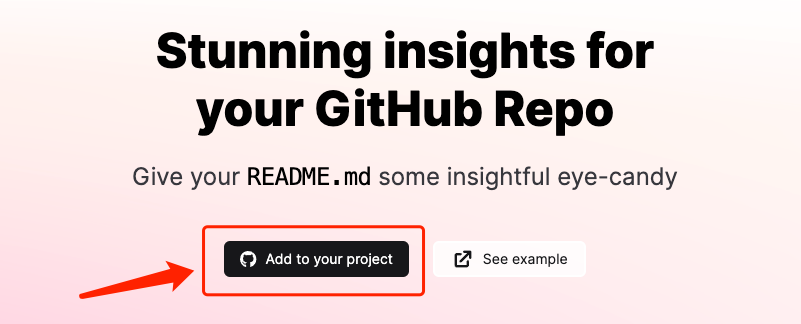 Stunning insights for
your GitHub Repo
Give your README.md some insightful eye-candy
Add to your project
See example